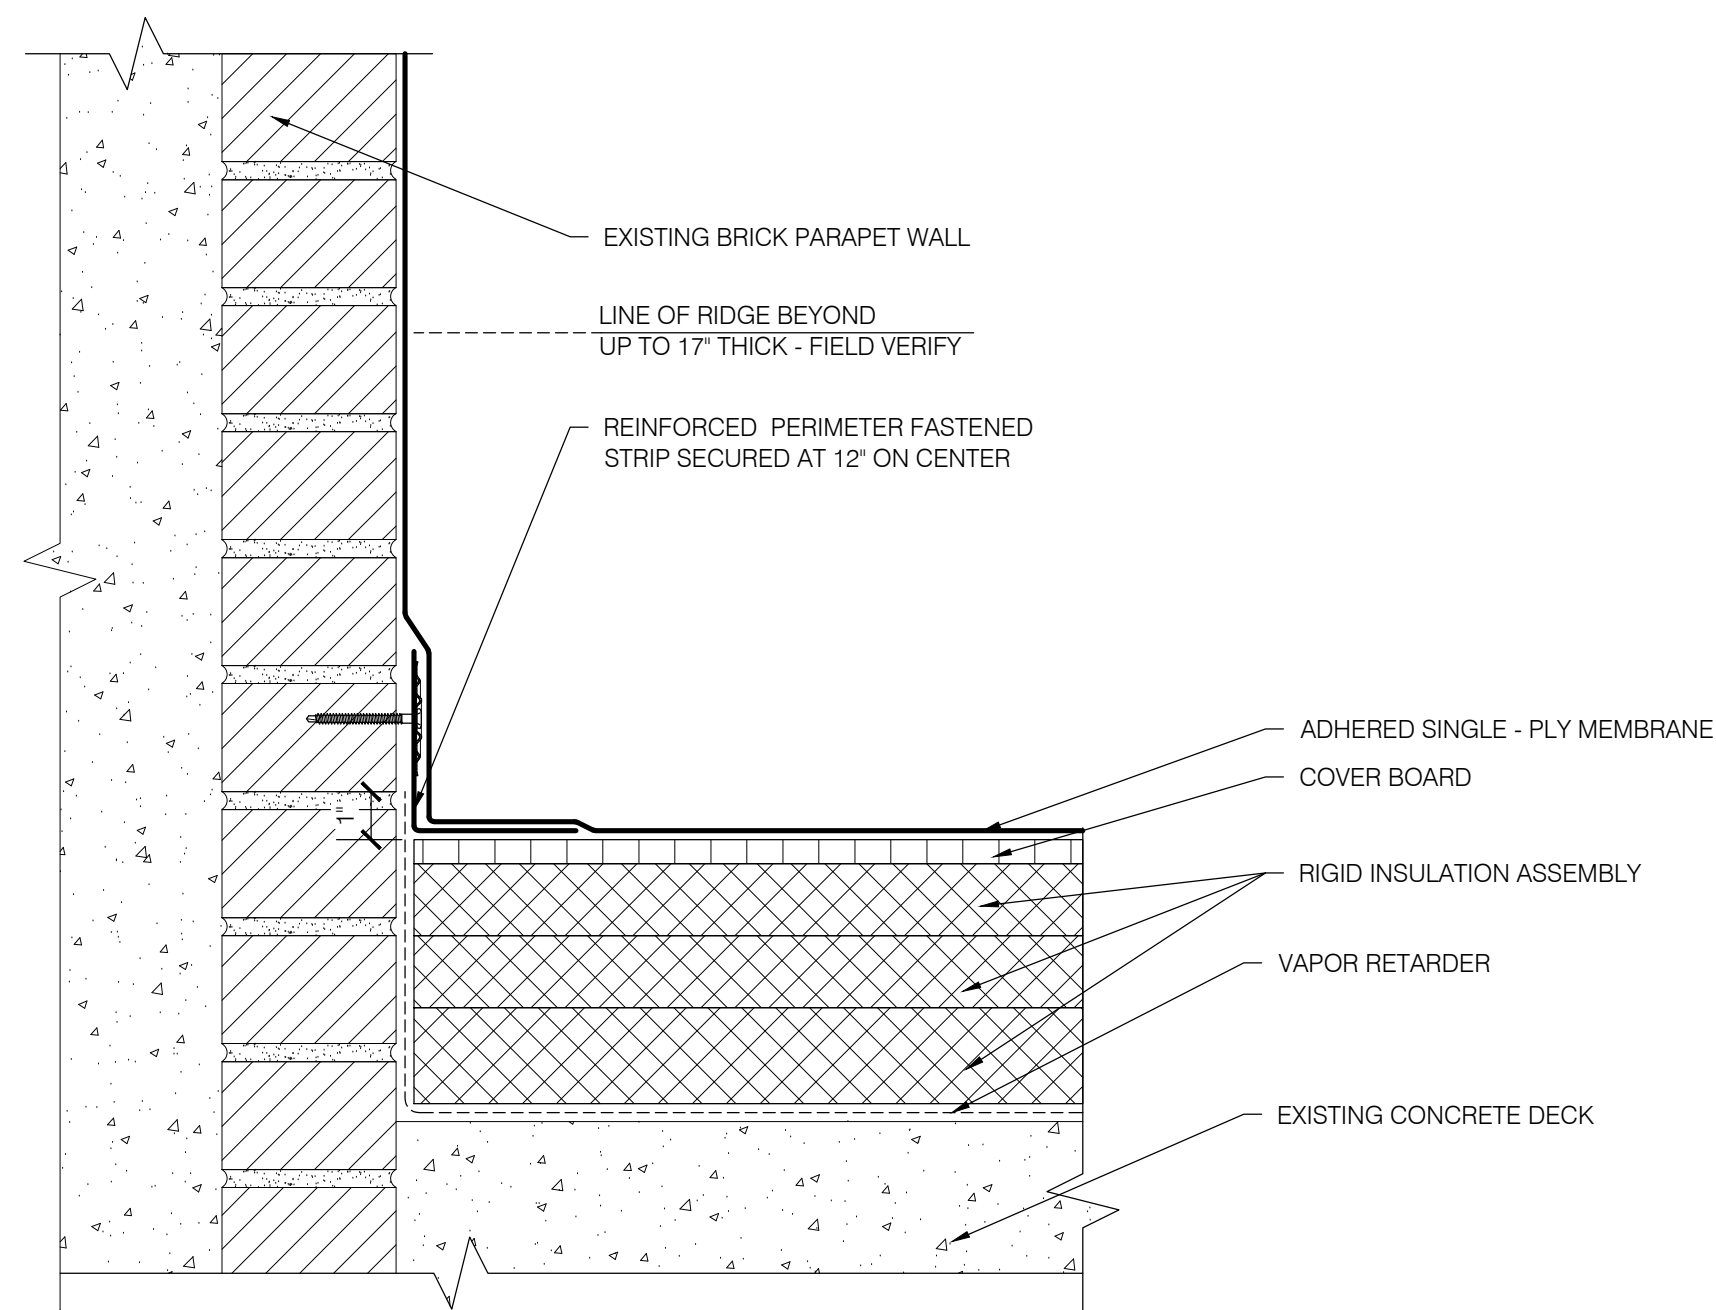 EXISTING BRICK PARAPET WALL
LINE OF RIDGE BEYOND
UP TO 17" THICK - FIELD VERIFY
REINFORCED PERIMETER FASTENED
STRIP SECURED AT 12" ON CENTER
ADHERED SINGLE - PLY MEMBRANE
COVER BOARD
1"
RIGID INSULATION ASSEMBLY
VAPOR RETARDER
EXISTING CONCRETE DECK